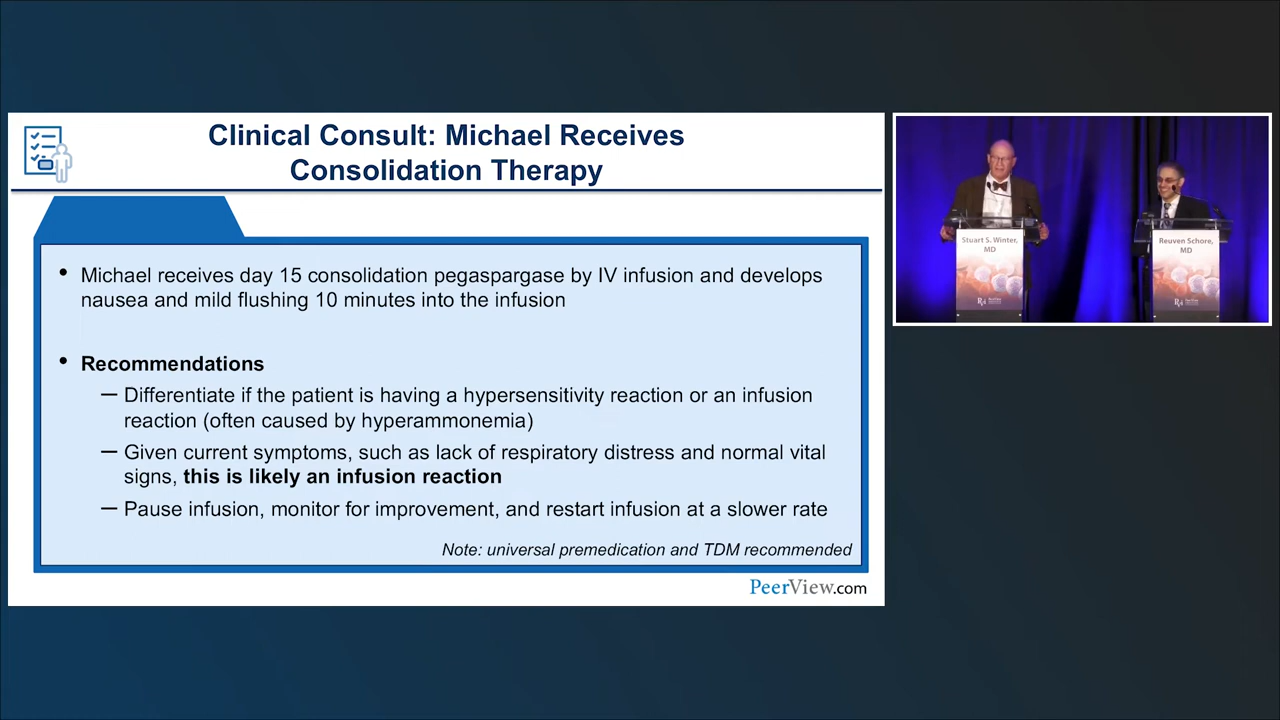 Clinical Consult: Michael Receives
Consolidation Therapy
• Michael receives day 15 consolidation pegaspargase by IV infusion and develops
nausea and mild flushing 10 minutes into the infusion
• Recommendations
— Differentiate if the patient is having a hypersensitivity reaction or an infusion
reaction (often caused by hyperammonemia)
— Given current symptoms, such as lack of respiratory distress and normal vital
signs, this is likely an infusion reaction
— Pause infusion, monitor for improvement, and restart infusion at a slower rate
Note: universal premedication and TDM recommended
PeerView.com
Stuart S. Winter,
MD
Reuven Schore,
MD